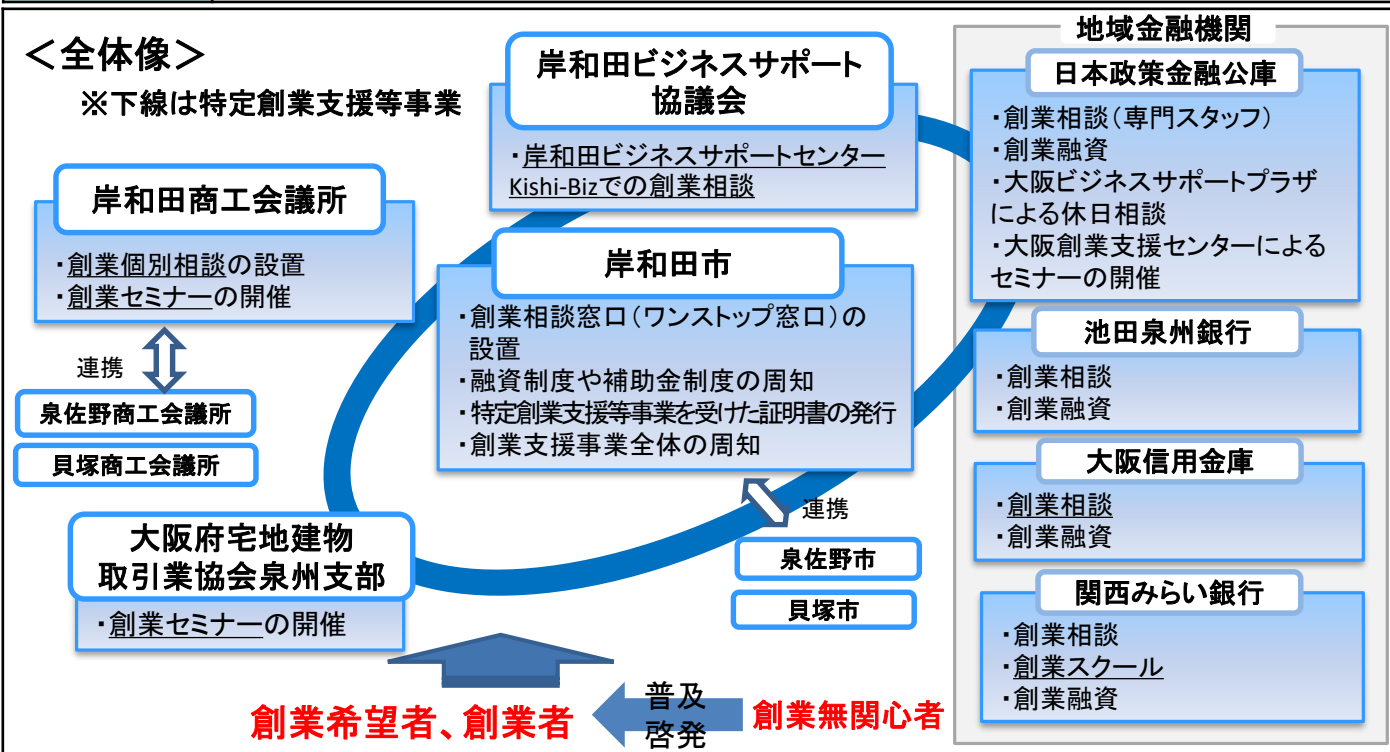 ＜全体像＞
※下線は特定創業支援等事業
岸和田商工会議所
・創業個別相談の設置
・創業セミナーの開催
連携
泉佐野商工会議所
貝塚商工会議所
大阪府宅地建物
取引業協会泉州支部
・創業セミナーの開催
岸和田ビジネスサポート
協議会
・岸和田ビジネスサポートセンター
Kishi-Bizでの創業相談
岸和田市
・創業相談窓口（ワンストップ窓口）の
設置
・融資制度や補助金制度の周知
・特定創業支援等事業を受けた証明書の発行
・創業支援事業全体の周知
連携
泉佐野市
貝塚市
地域金融機関
日本政策金融公庫
・創業相談（専門スタッフ）
・創業融資
・大阪ビジネスサポートプラザ
による休日相談
・大阪創業支援センターによる
セミナーの開催
池田泉州銀行
・創業相談
・創業融資
大阪信用金庫
・創業相談
・創業融資
関西みらい銀行
・創業相談
・創業スクール
・創業融資
創業希望者、創業者
普及
啓発
創業無関心者